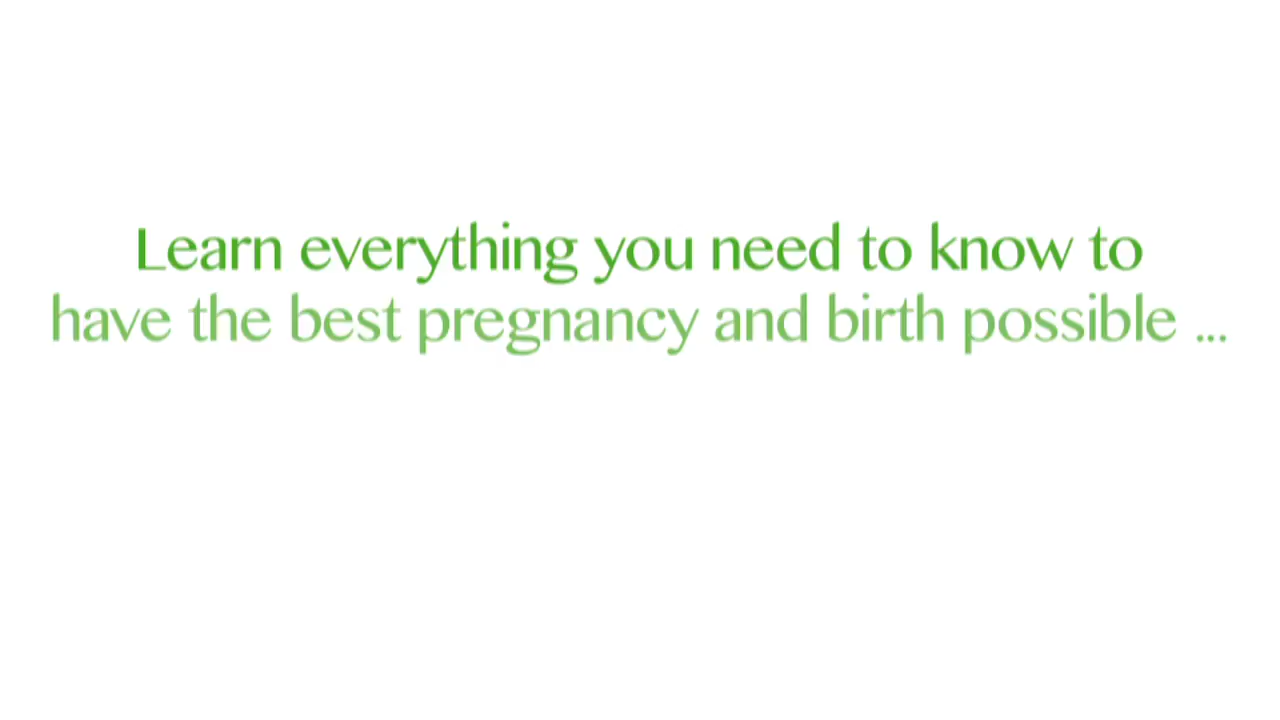 Learn everything you need to know to
have the best pregnancy and birth possible ...